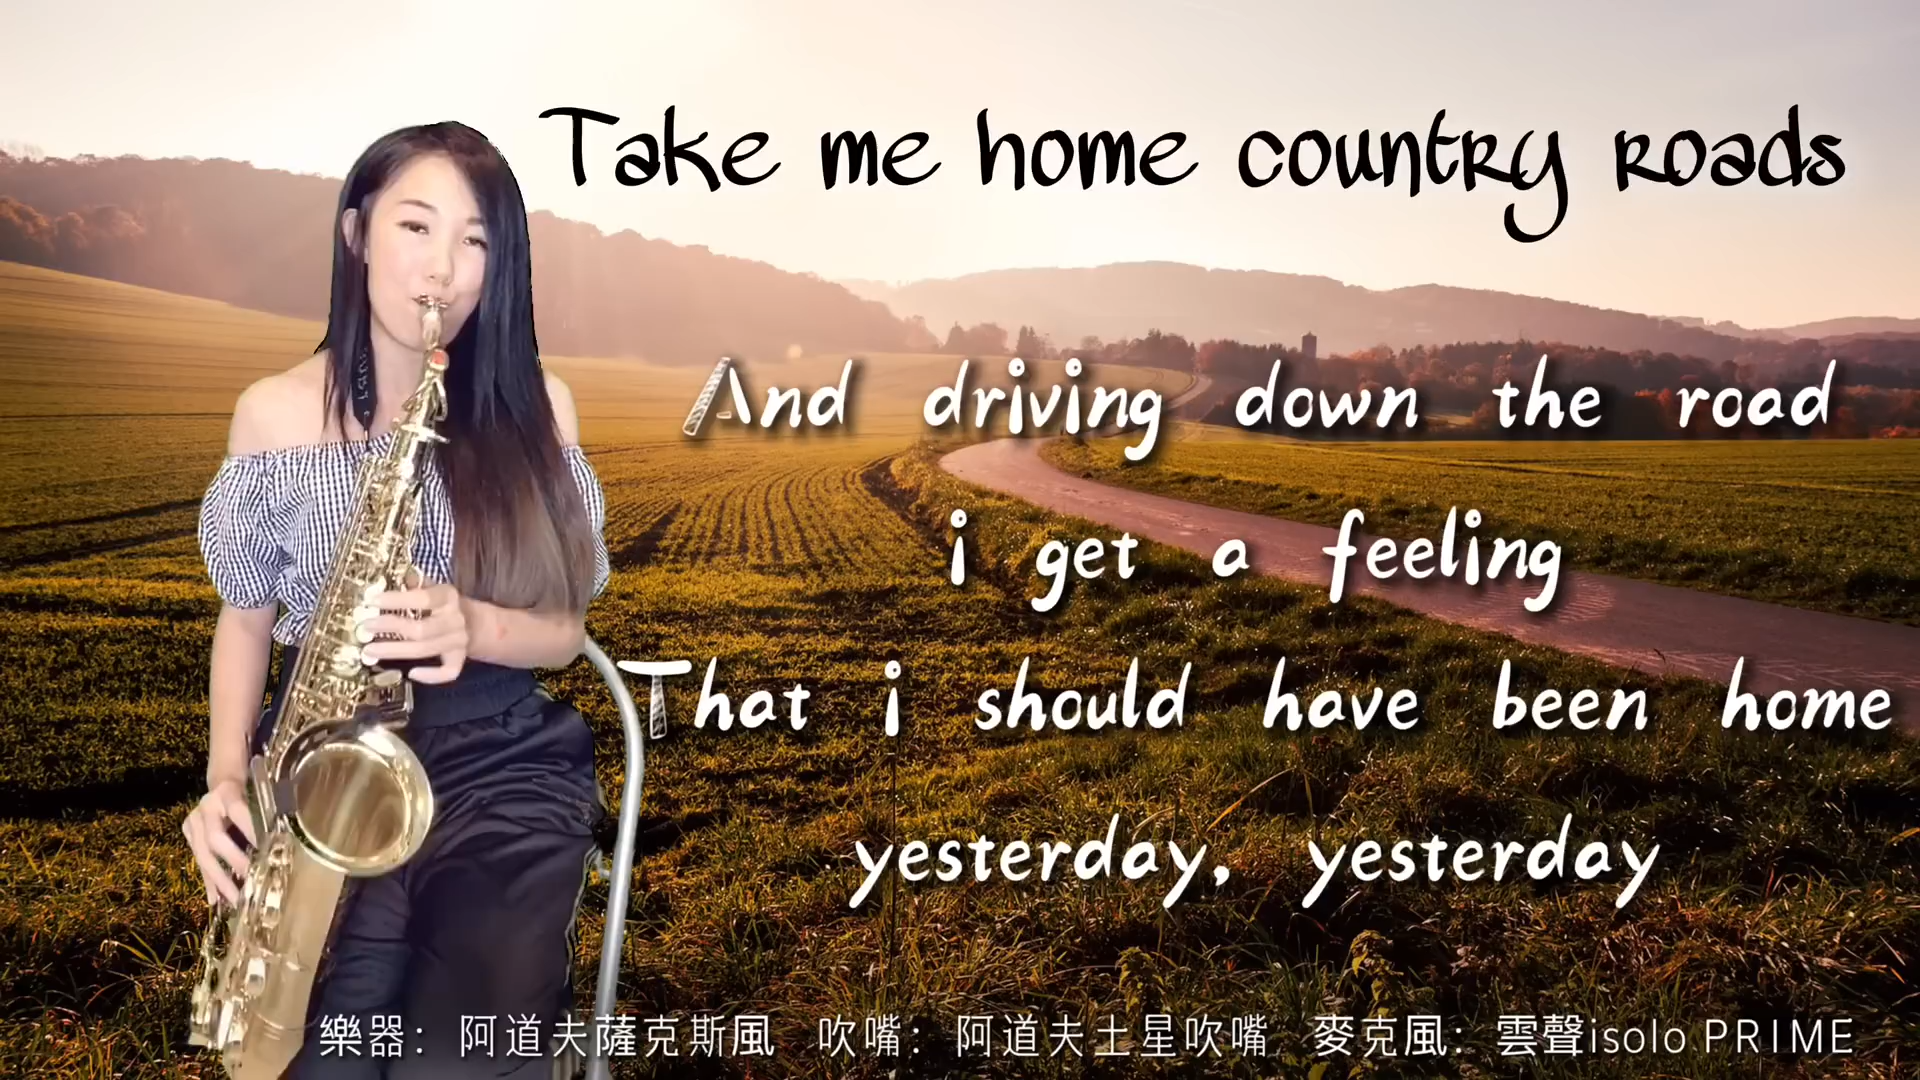 Take me home country roads
And driving down the road
i get a feeling
That i should have been home
yesterday, yesterday
樂器：阿道夫薩克斯風 吹嘴：阿道夫土星吹嘴 麥克風：雲聲isolo PRIME